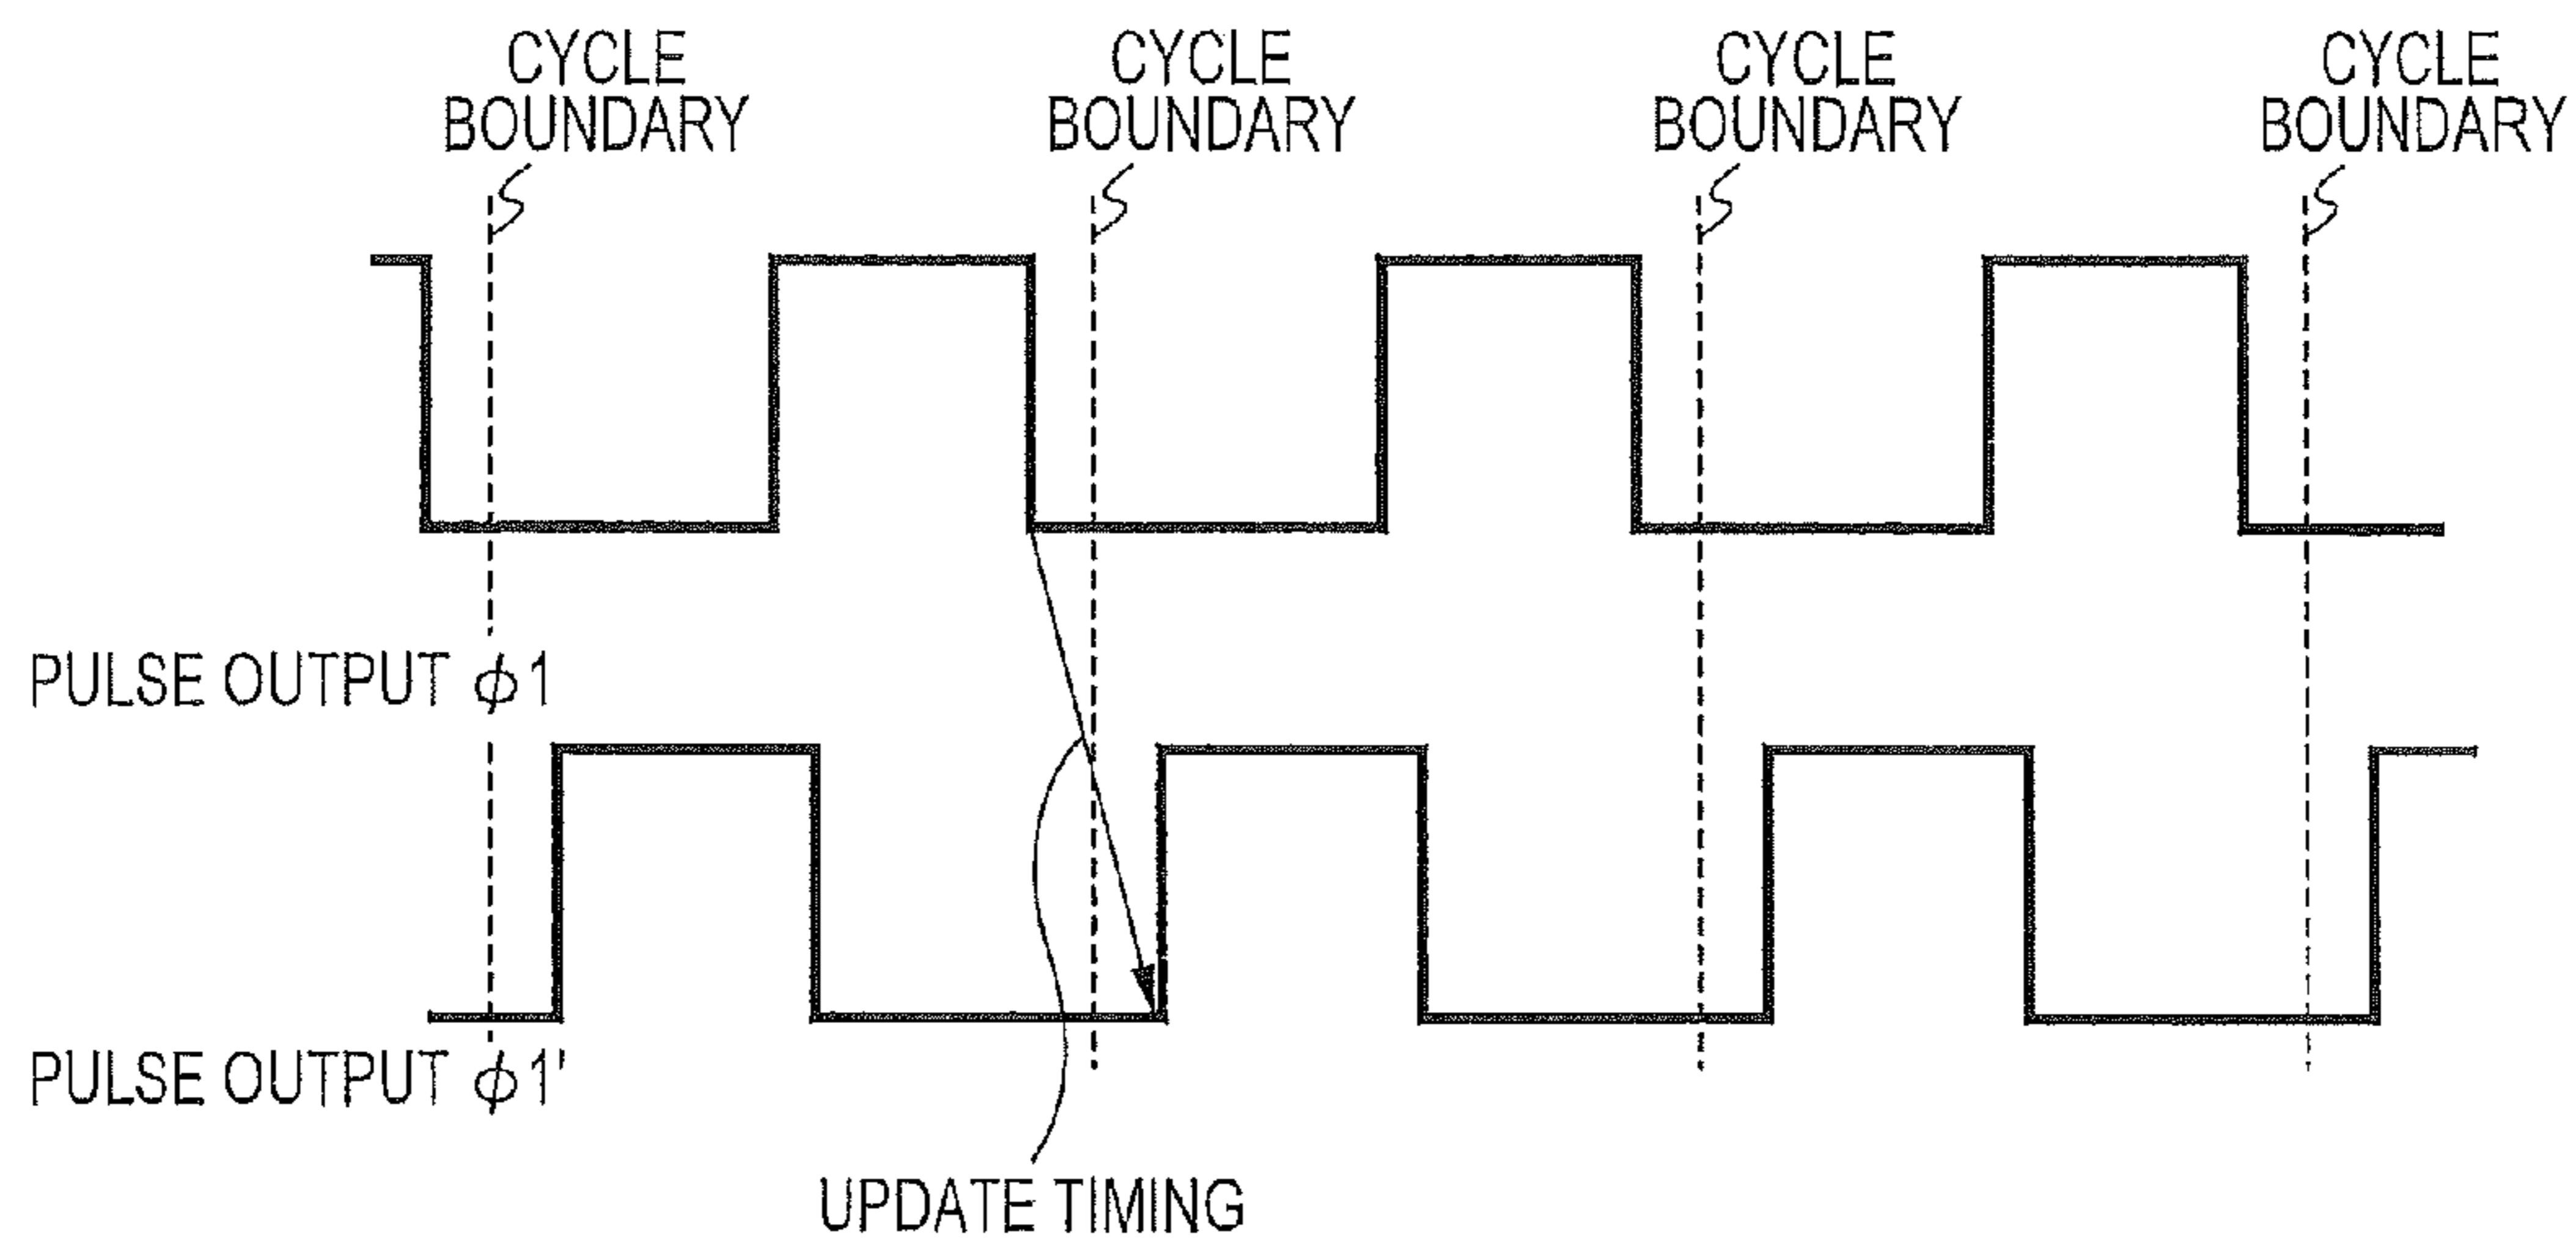 CYCLE
BOUNDARY
CYCLE
BOUNDARY
CYCLE
BOUNDARY
CYCLE
BOUNDARY
PULSE OUTPUT ϕ1
PULSE OUTPUT ϕ1'
UPDATE TIMING